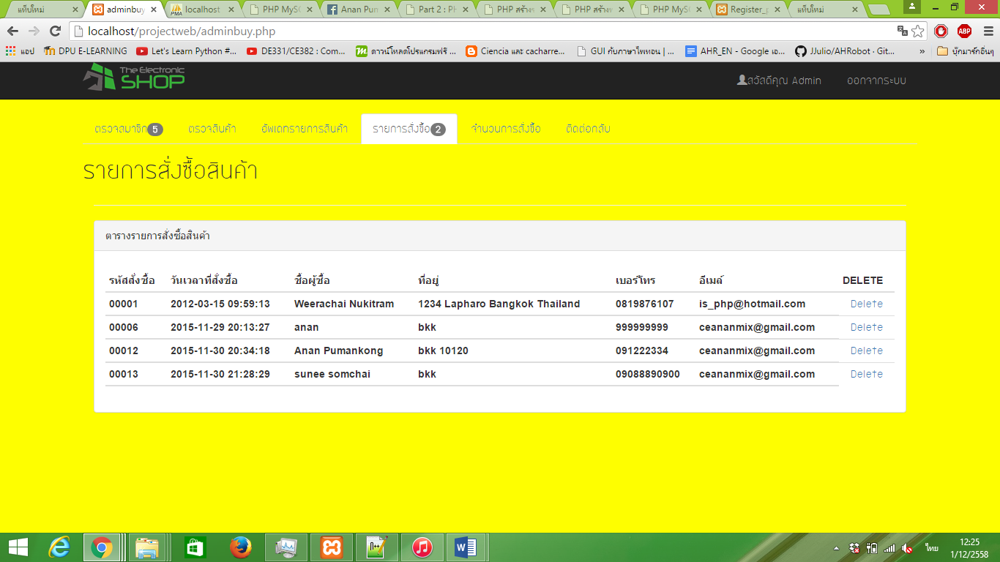 แท็บใหม่ adminbuy localhost PHP MySQ Anan Pum Part 2 : PH PHP สร้าง PHP สร้าง PHP MySQ Register_p แท็บใหม่
localhost/projectweb/adminbuy.php
แอป DPU E-LEARNING Let's Learn Python #... DE331/CE382 : Com... ดาวน์โหลดโปรแกรมฟรี ... Ciencia และ cacharre... GUI กับภาษาไพทอน | ... AHR_EN - Google เอ... JJulio/AHRobot · Git... » บุ๊กมาร์กอื่นๆ
The Electronic
SHOP
สวัสดีคุณ Admin ออกจากระบบ
ตรวจสมาชิก 5 ตรวจสินค้า อัพเดทรายการสินค้า รายการสั่งซื้อ 2 จำนวนการสั่งซื้อ ติดต่อกลับ
รายการสั่งซื้อสินค้า
ตารางรายการสั่งซื้อสินค้า
รหัสสั่งซื้อ วันเวลาที่สั่งซื้อ ชื่อผู้ซื้อ ที่อยู่ เบอร์โทร อีเมล์ DELETE
00001 2012-03-15 09:59:13 Weerachai Nukitram 1234 Lapharo Bangkok Thailand 0819876107 is_php@hotmail.com Delete
00006 2015-11-29 20:13:27 anan bkk 999999999 ceananmix@gmail.com Delete
00012 2015-11-30 20:34:18 Anan Pumankong bkk 10120 091222334 ceananmix@gmail.com Delete
00013 2015-11-30 21:28:29 sunee somchai bkk 09088890900 ceananmix@gmail.com Delete
ไทย 12:25
1/12/2558